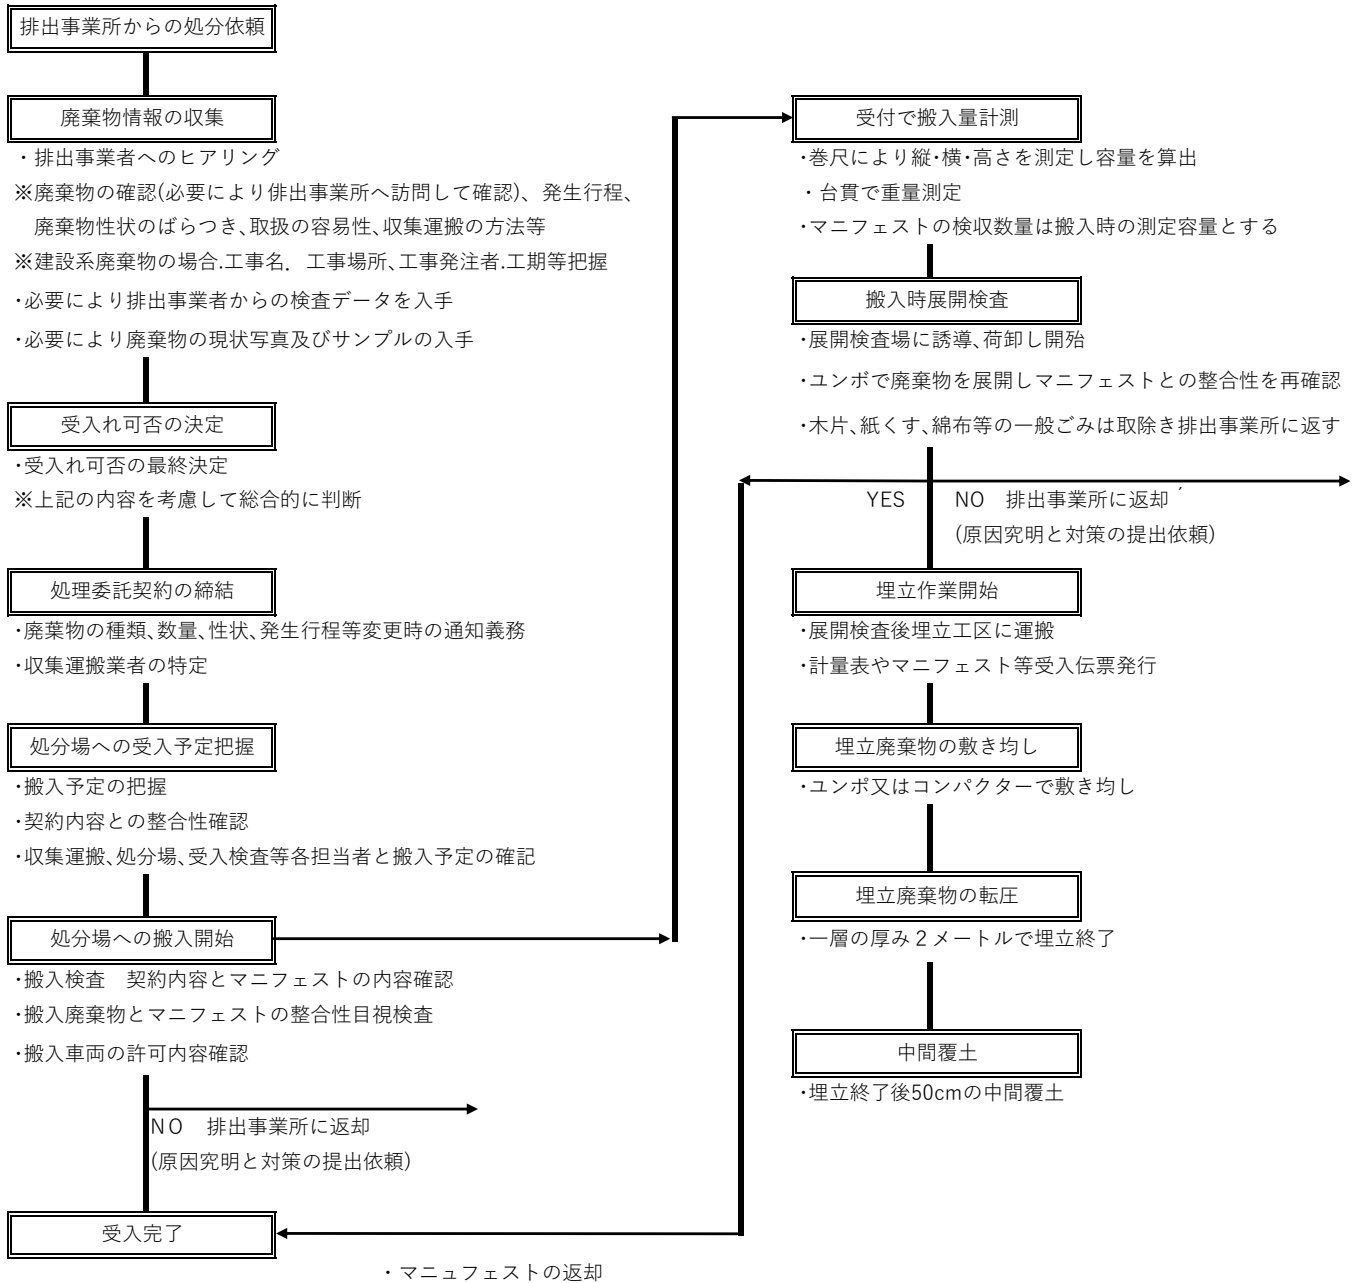 排出事業所からの処分依頼
廃棄物情報の収集
・排出事業者へのヒアリング
※廃棄物の確認(必要により俳出事業所へ訪問して確認)、発生行程、
廃棄物性状のばらつき､取扱の容易性､収集運搬の方法等
※建設系廃棄物の場合.工事名．工事場所､工事発注者.工期等把握
･必要により排出事業者からの検査データを入手
･必要により廃棄物の現状写真及びサンプルの入手
受入れ可否の決定
･受入れ可否の最終決定
※上記の内容を考慮して総合的に判断
処理委託契約の締結
･廃葉物の種類､数量､性状､発生行程等変更時の通知義務
･収集運搬業者の特定
処分場への受入予定把握
･搬入予定の把握
･契約内容との整合性確認
･収集運搬､処分場､受入検査等各担当者と搬入予定の確記
処分場への搬入開始
･搬入検査　契約内容とマニフェストの内容確認
･搬入廃棄物とマニフェストの整合性目視検査
･搬入車両の許可内容確認
NO　排出事業所に返却
(原因究明と対策の提出依頼)
受入完了
・マニュフェストの返却
受付で搬入量計測
･巻尺により縦･横･高さを測定し容量を算出
・台貫で重量測定
･マニフェストの検収数量は搬入時の測定容量とする
搬入時展開検査
･展開検査場に誘導､荷卸し開殆
･ユンボで廃棄物を展開しマニフェストとの整合性を再確認
･木片､紙くす､綿布等の一般ごみは取除き排出事業所に返す
YES　NO　排出事業所に返却 ´
(原因究明と対策の提出依頼)
埋立作業開始
･展開検査後埋立工区に運搬
･計量表やマニフェスト等受入伝票発行
埋立廃棄物の敷き均し
･ユンポ又はコンパクターで敷き均し
埋立廃棄物の転圧
･一層の厚み２メートルで埋立終了
中間覆土
･埋立終了後50cmの中間覆土